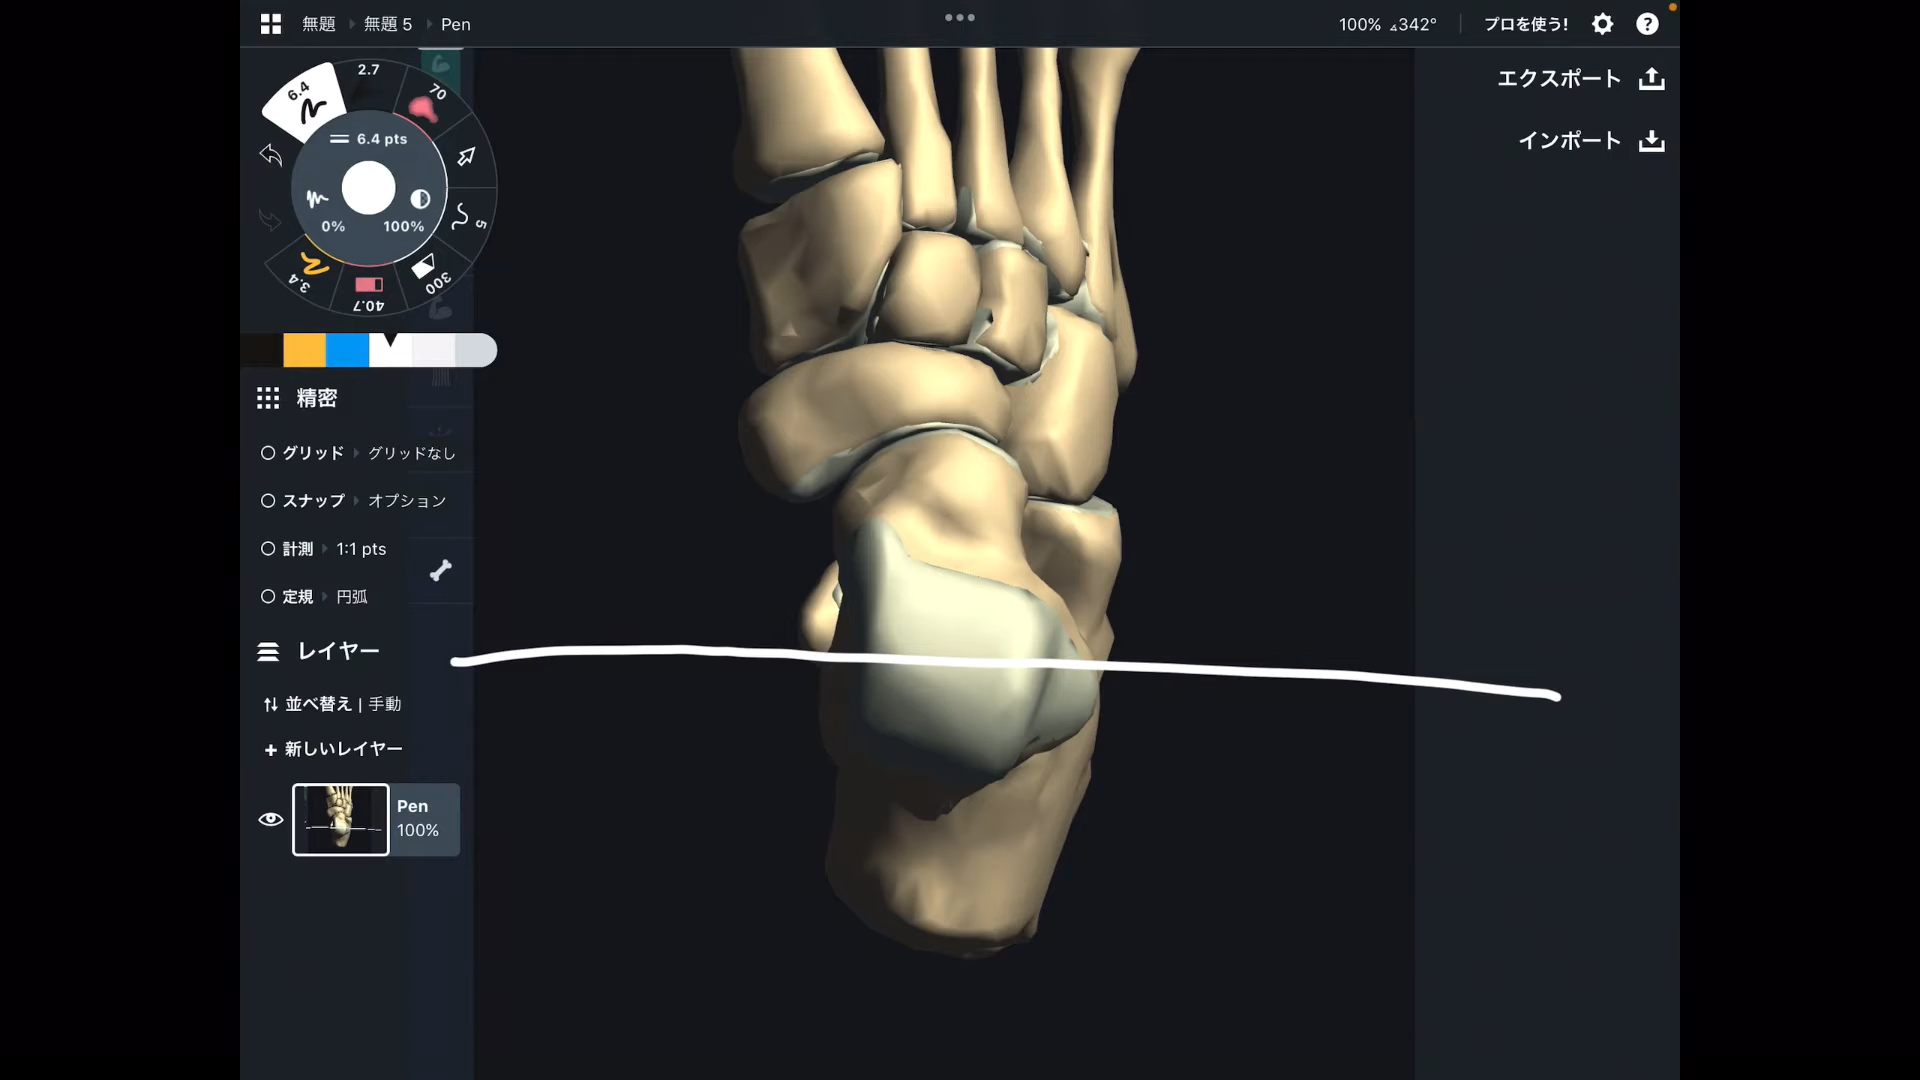 無題 無題 5 Pen
100% ⊿342°
プロを使う!
エクスポート
インポート
2.7
6.4
70
6.4 pts
5
0%
100%
3.4
40.7
300
精密
グリッド グリッドなし
スナップ オプション
計測 1:1 pts
定規 円弧
レイヤー
並べ替え | 手動
+ 新しいレイヤー
Pen
100%